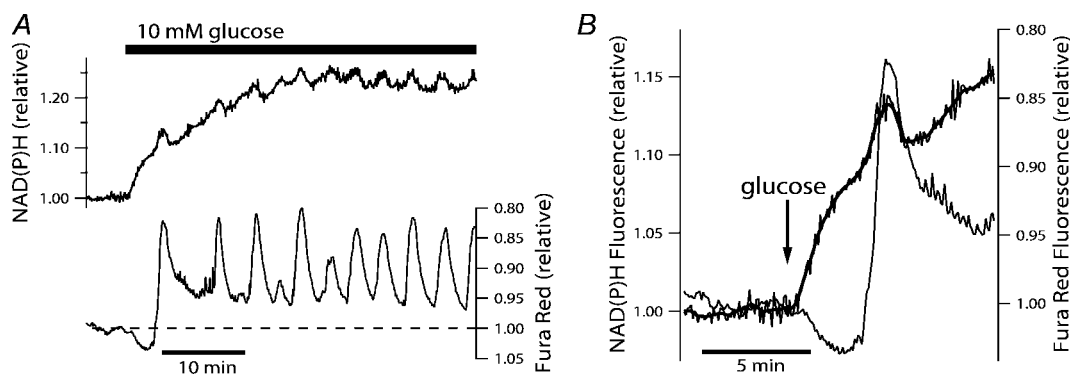 A
10 mM glucose
NAD(P)H (relative)
1.20
1.10
1.00
0.80
0.85
0.90
0.95
1.00
1.05
Fura Red (relative)
10 min
B
NAD(P)H Fluorescence (relative)
1.15
1.10
1.05
1.00
glucose
5 min
0.80
0.85
0.90
0.95
1.00
Fura Red Fluorescence (relative)